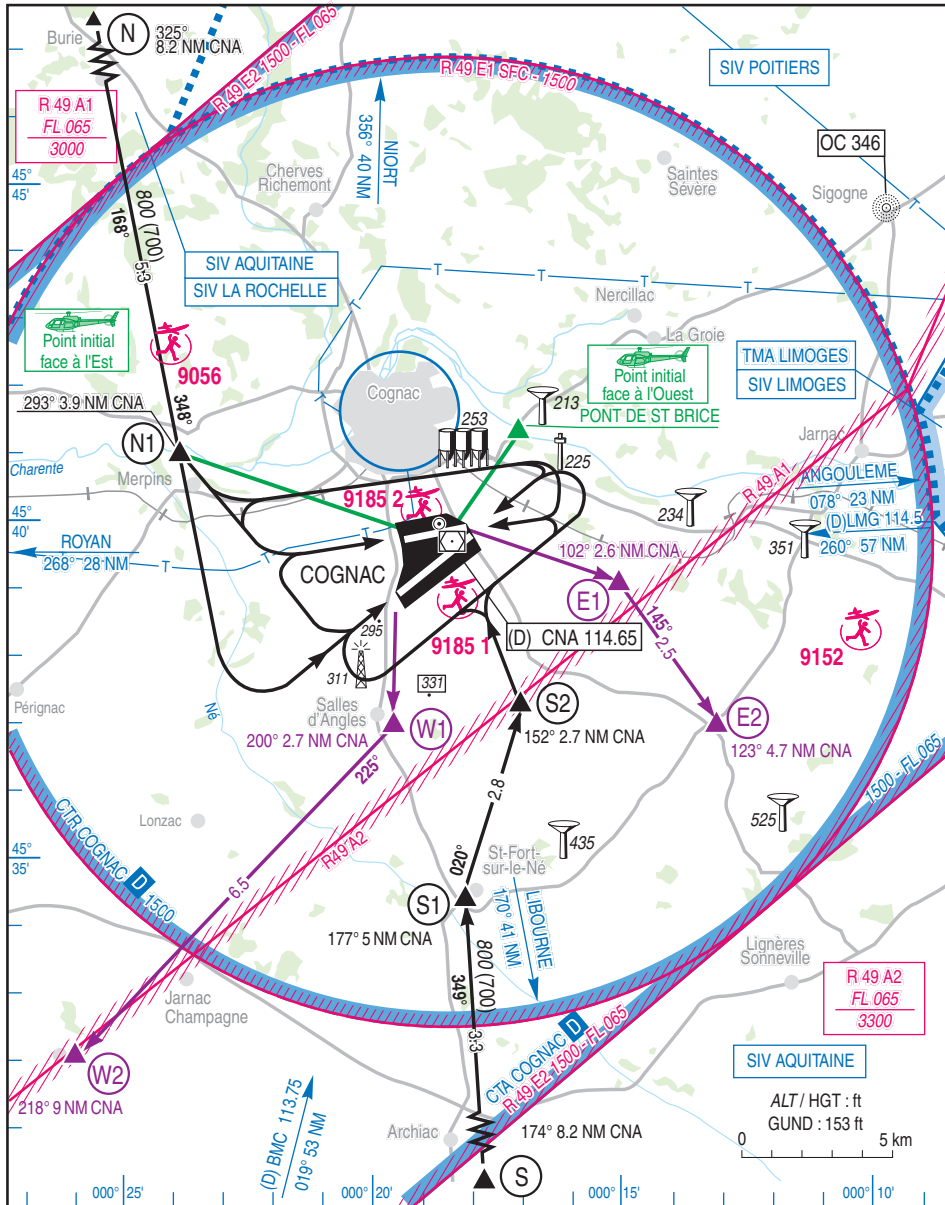 Burie
N
325°
8.2 NM CNA
R 49 E2 1500 - FL 065
R 49 E1 SFC - 1500
SIV POITIERS
R 49 A1
FL 065
3000
356° 40 NM
NIORT
OC 346
45°
45'
Cherves
Richemont
Saintes
Sévère
Sigogne
T
800 (700)
168°
5.3
SIV AQUITAINE
SIV LA ROCHELLE
T
T
T
T
Nercillac
La Groie
Point initial
face à l'Est
9056
Point initial
face à l'Ouest
PONT DE ST BRICE
TMA LIMOGES
SIV LIMOGES
T
293° 3.9 NM CNA
348°
Cognac
213
253
225
Jarnac
N1
Charente
Merpins
9185 2
R 49 A1
ANGOULEME
078° 23 NM
(D)LMG 114.5
260° 57 NM
234
351
45°
40'
ROYAN
268° 28 NM
T
T
COGNAC
102° 2.6 NM CNA
E1
145°
2.5
9185 1
(D) CNA 114.65
9152
295
311
331
Pérignac
Né
Salles
d'Angles
W1
S2
E2
200° 2.7 NM CNA
152° 2.7 NM CNA
123° 4.7 NM CNA
225°
2.8
1500 - FL 065
Lonzac
R49 A2
435
525
45°
35'
CTR COGNAC D 1500
6.5
020°
St-Fort-
sur-le-Né
S1
LIBOURNE
170° 41 NM
177° 5 NM CNA
Lignères
Sonneville
800 (700)
349°
3.3
Jarnac
Champagne
R 49 A2
FL 065
3300
CTA COGNAC D
R 49 E2 1500 - FL 065
SIV AQUITAINE
W2
218° 9 NM CNA
(D) BMC 113.75
019° 53 NM
ALT / HGT : ft
GUND : 153 ft
Archiac
174° 8.2 NM CNA
0
5 km
S
000° 25'
000° 20'
000° 15'
000° 10'